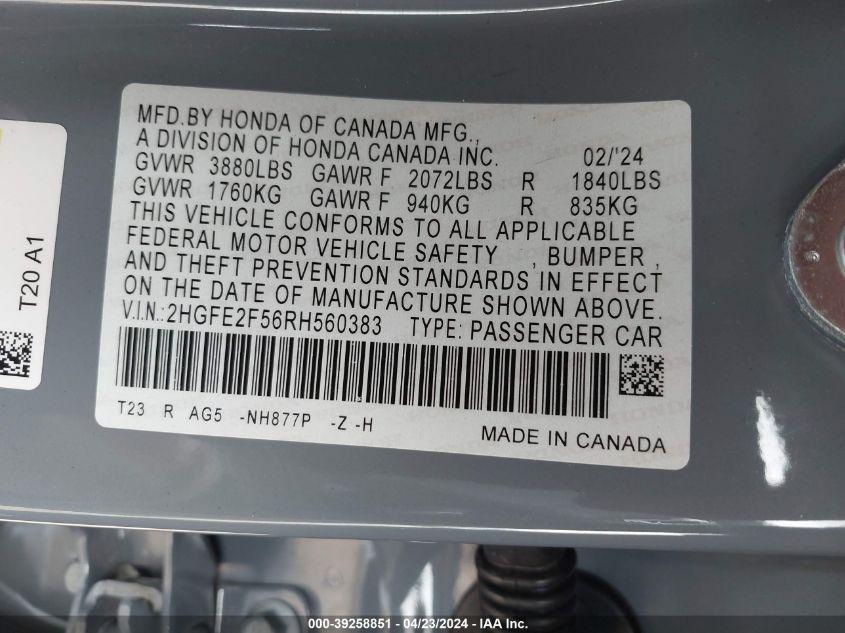 MFD.BY HONDA OF CANADA MFG.,
A DIVISION OF HONDA CANADA INC. 02/'24
GVWR 3880LBS GAWR F 2072LBS R 1840LBS
GVWR 1760KG GAWR F 940KG R 835KG
THIS VEHICLE CONFORMS TO ALL APPLICABLE
FEDERAL MOTOR VEHICLE SAFETY , BUMPER ,
AND THEFT PREVENTION STANDARDS IN EFFECT
ON THE DATE OF MANUFACTURE SHOWN ABOVE.
V.I.N.:2HGFE2F56RH560383 TYPE: PASSENGER CAR
T23 R AG5 -NH877P -Z -H
MADE IN CANADA
T20 A1
000-39258851 - 04/23/2024 - IAA, Inc.